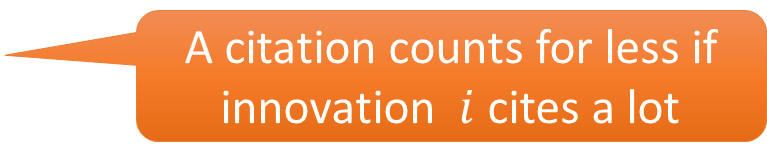 A citation counts for less if
innovation i cites a lot